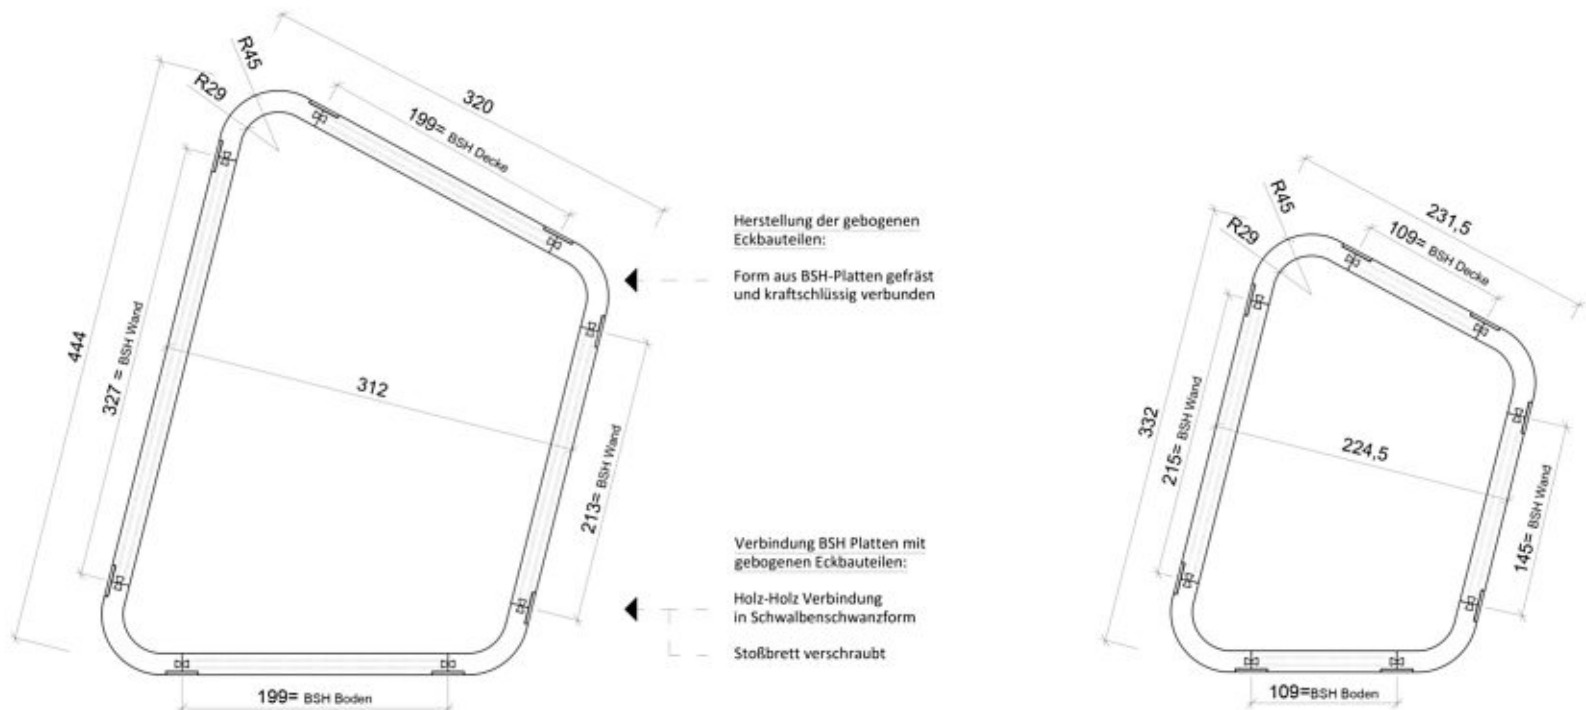 R45
R29
320
199= BSH Decke
444
327 = BSH Wand
312
213= BSH Wand
199= BSH Boden
Herstellung der gebogenen
Eckbauteilen:
Form aus BSH-Platten gefräst
und kraftschlüssig verbunden
Verbindung BSH Platten mit
gebogenen Eckbauteilen:
Holz-Holz Verbindung
in Schwalbenschwanzform
Stoßbrett verschraubt
R45
R29
231,5
109= BSH Decke
332
215= BSH Wand
224,5
145= BSH Wand
109=BSH Boden